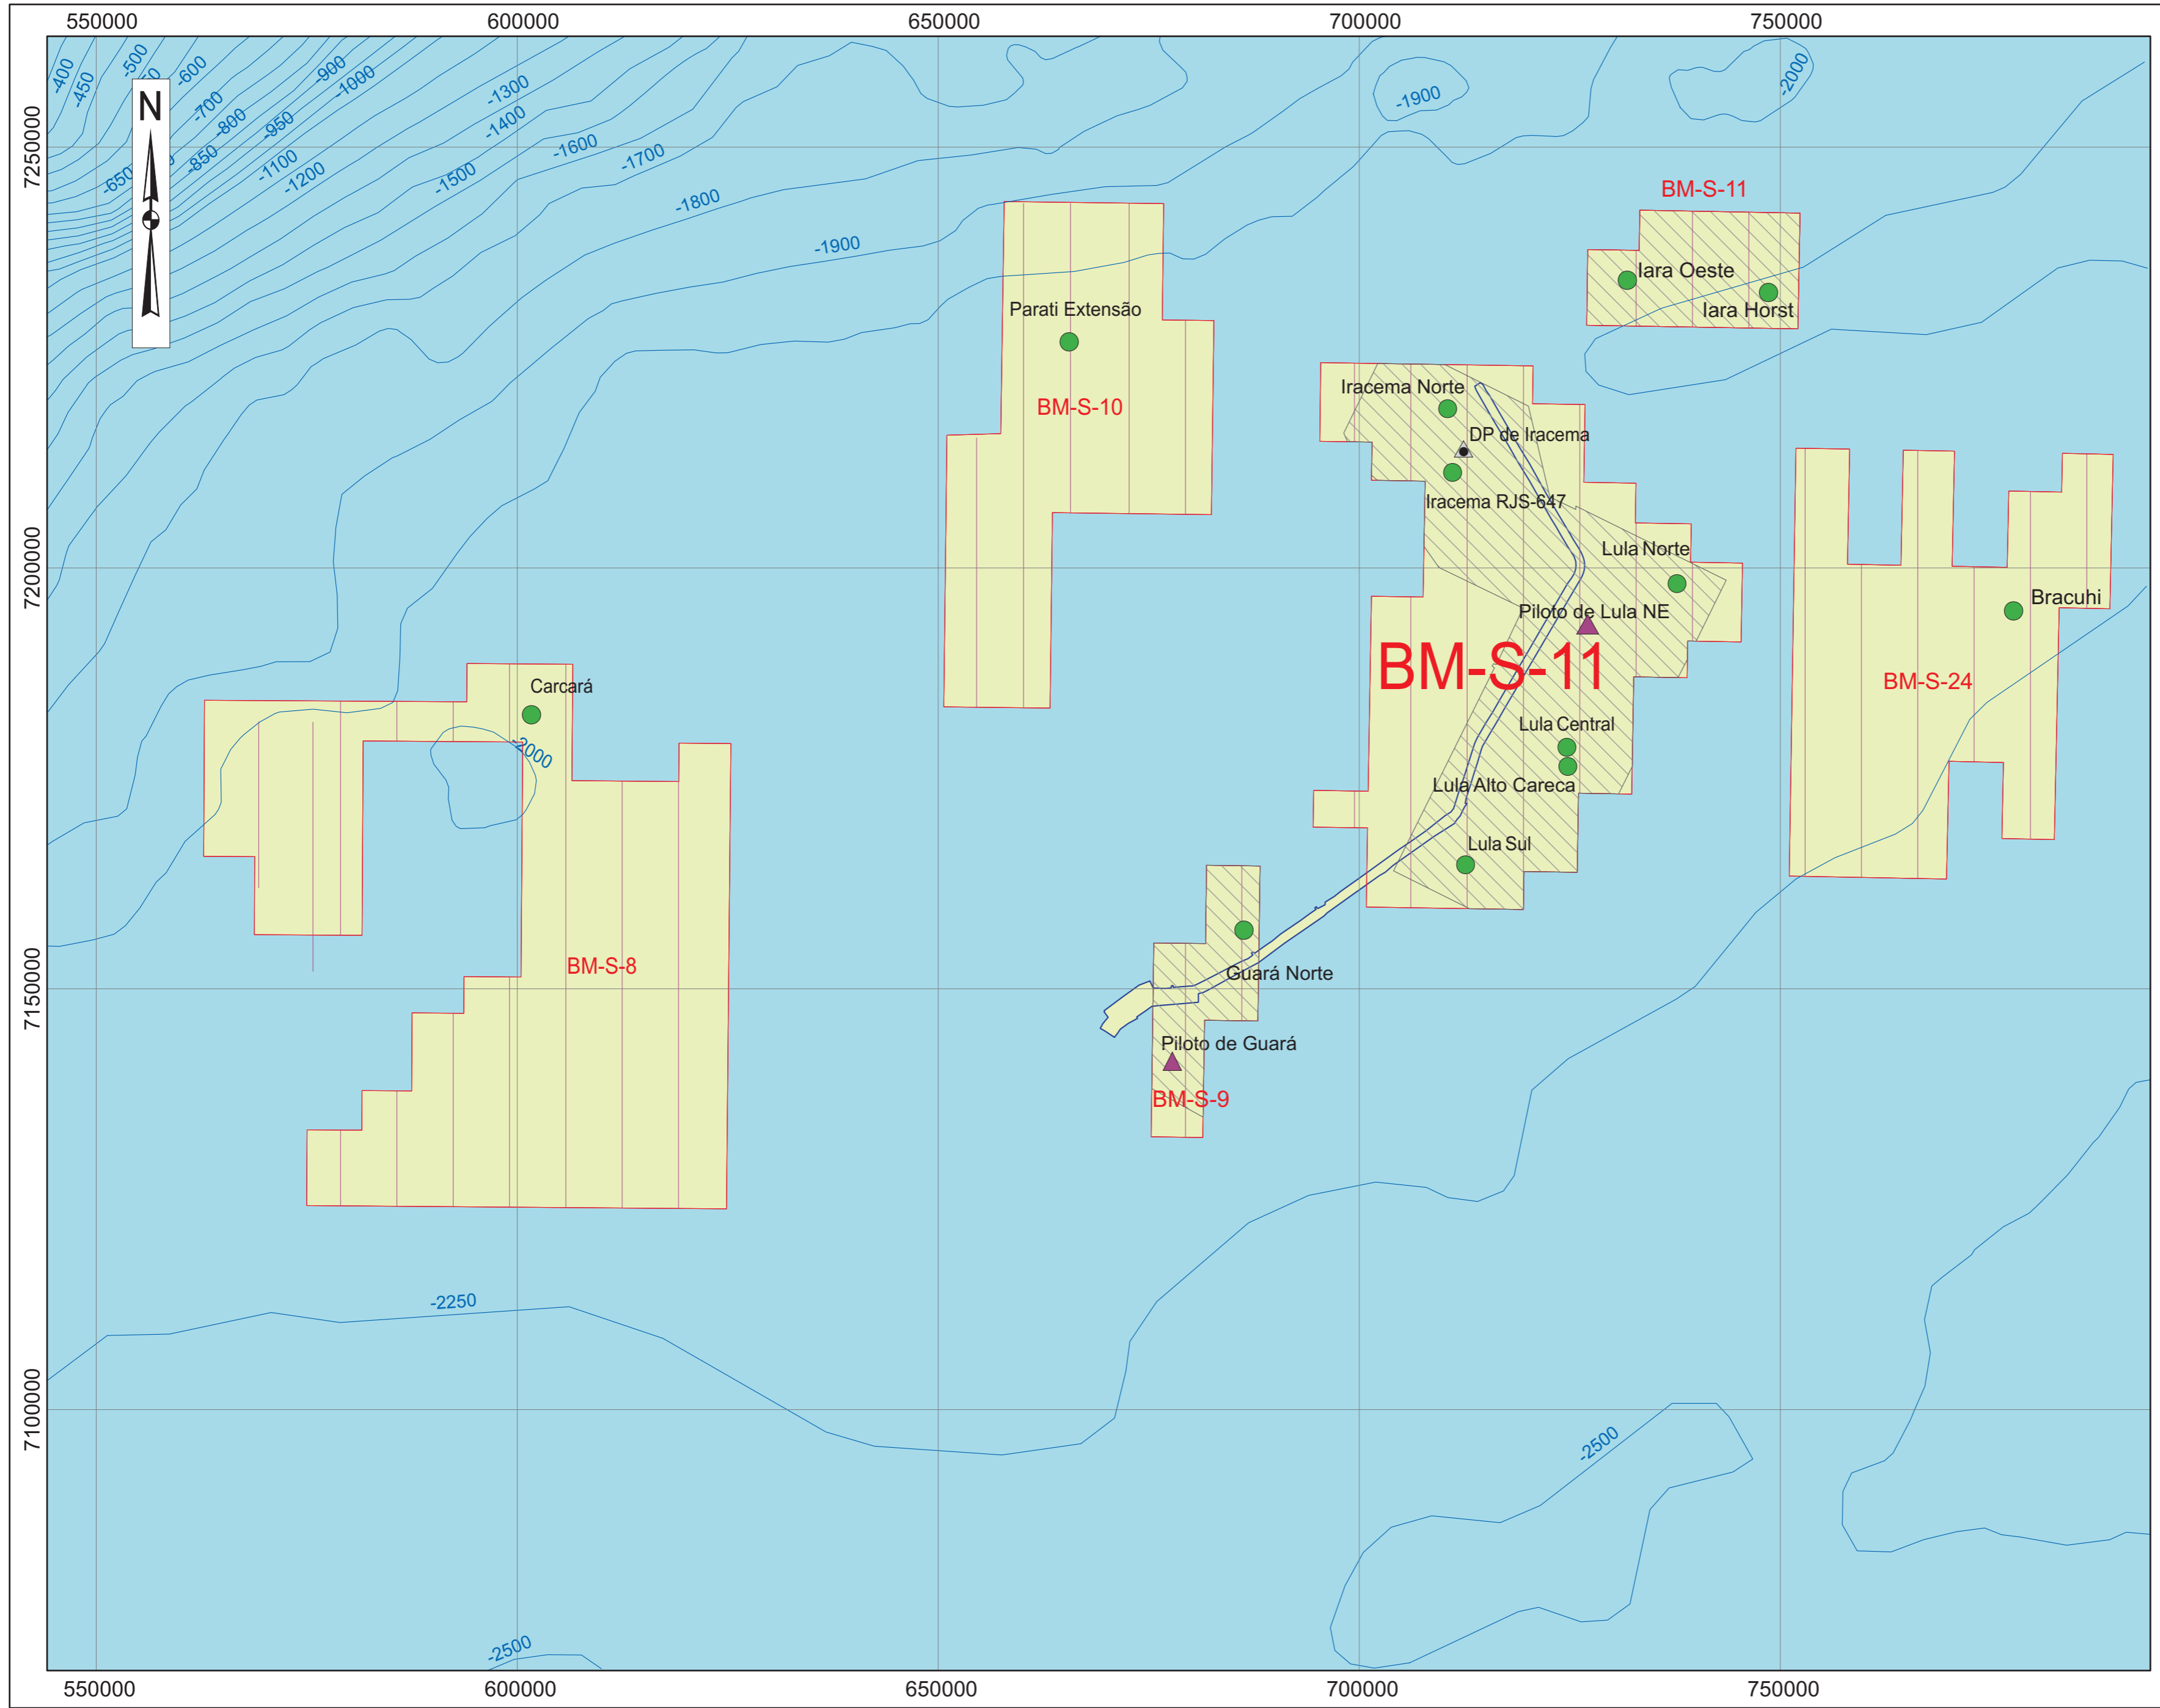 550000 600000 650000 700000 750000
-400
-450
-500
-600
-650
-700
-800
-850
-900
-950
-1000
-1100
-1200
-1300
-1400
-1500
-1600
-1700
-1800
-1900
-1900
-2000
N
7250000
BM-S-11
Iara Oeste
Iara Horst
Parati Extensão
BM-S-10
Iracema Norte
DP de Iracema
Iracema RJS-647
7200000
Lula Norte
Piloto de Lula NE
Bracuhi
BM-S-11
BM-S-24
Carcará
-2000
Lula Central
Lula Alto Careca
Lula Sul
BM-S-8
Guará Norte
7150000
Piloto de Guará
BM-S-9
-2250
7100000
-2500
-2500
550000 600000 650000 700000 750000